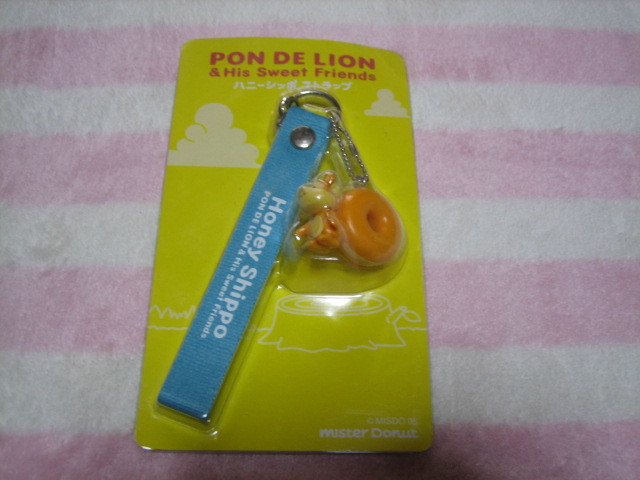 PON DE LION
& His Sweet Friends
ハニーシッポ ストラップ
Honey Shippo
PON DE LION & His Sweet Friends
mister Donut